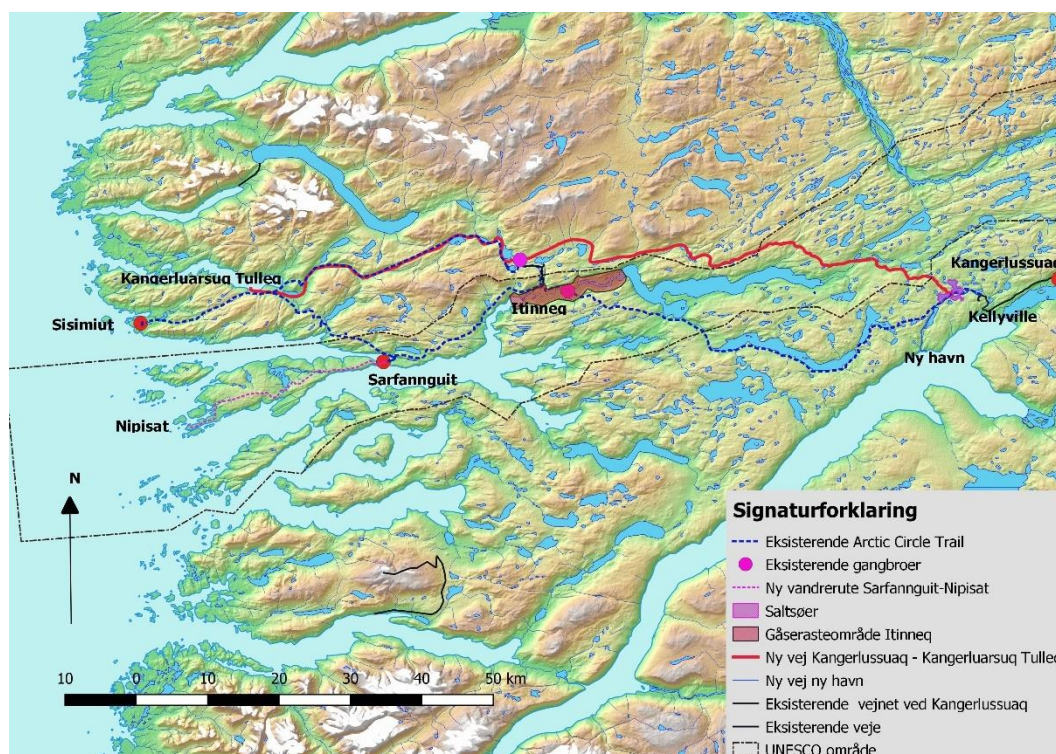 Kangerluarsuq Tulleq
Kangerlussuaq
Itinneq
Sisimiut
Kellyville
Ny havn
Sarfannguit
Nipisat
N
10 0 10 20 30 40 50 km
Signaturforklaring
Eksisterende Arctic Circle Trail
Eksisterende gangbroer
Ny vandrerute Sarfannguit-Nipisat
Saltsøer
Gåserasteområde Itinneq
Ny vej Kangerlussuaq - Kangerluarsuq Tulleq
Ny vej ny havn
Eksisterende vejnet ved Kangerlussuaq
Eksisterende veje
UNESCO område